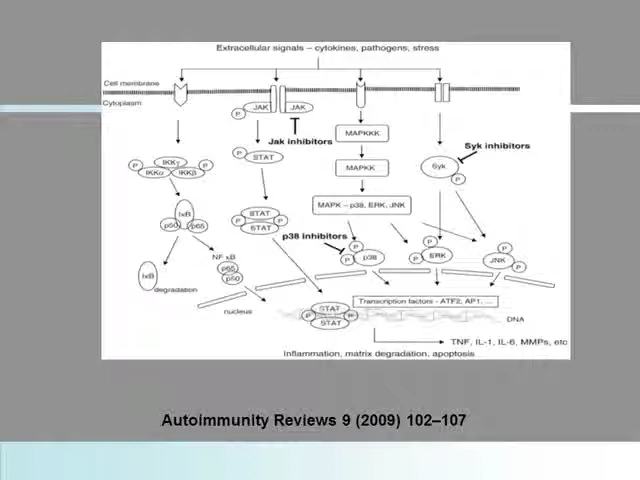 Extracellular signals – cytokines, pathogens, stress
Cell membrane
Cytoplasm
JAK JAK
P
MAPKKK
Jak inhibitors
Syk inhibitors
P STAT
P IKKγ P
IKKα IKKβ
MAPKK
Syk
P
IκB
p50 p65
STAT
P P
STAT
MAPK – p38, ERK, JNK
p38 inhibitors
P
P p38
P
P ERK
P
JNK P
NF κB
p65
p50
IκB
degradation
nucleus
STAT
P P
STAT
Transcription factors - ATF2, AP1, ...
DNA
TNF, IL-1, IL-6, MMPs, etc
Inflammation, matrix degradation, apoptosis
Autoimmunity Reviews 9 (2009) 102–107